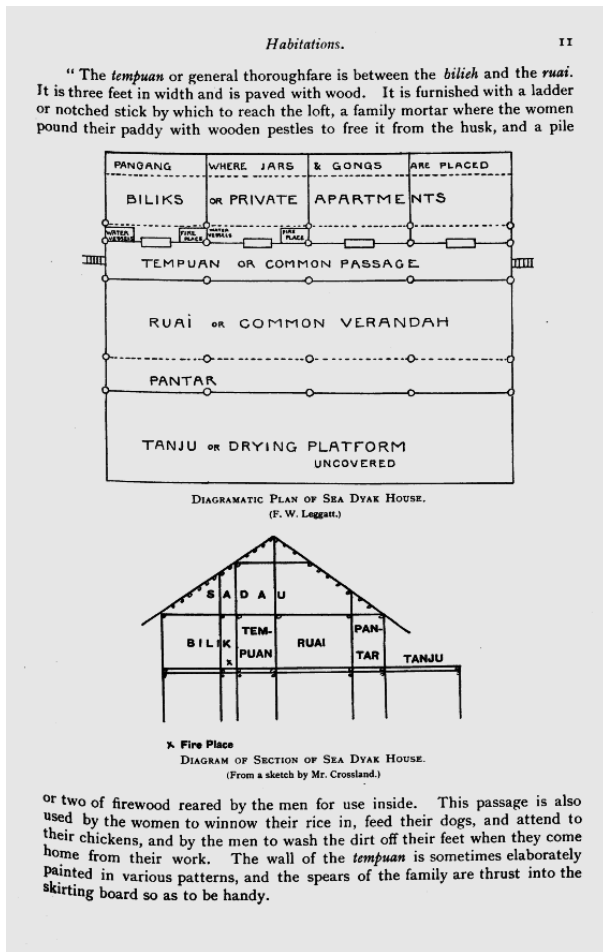 Habitations. 11
" The tempuan or general thoroughfare is between the bilieh and the ruai.
It is three feet in width and is paved with wood. It is furnished with a ladder
or notched stick by which to reach the loft, a family mortar where the women
pound their paddy with wooden pestles to free it from the husk, and a pile
PANGANG WHERE JARS & GONGS ARE PLACED
BILIKS OR PRIVATE APARTMENTS
WATER VESSELS FIRE PLACE WATER VESSELS FIRE PLACE
TEMPUAN OR COMMON PASSAGE
RUAI OR COMMON VERANDAH
PANTAR
TANJU OR DRYING PLATFORM
UNCOVERED
DIAGRAMATIC PLAN OF SEA DYAK HOUSE.
(F. W. Leggatt.)
SADAU
BILIK x TEM-PUAN RUAI PAN-TAR TANJU
x Fire Place
DIAGRAM OF SECTION OF SEA DYAK HOUSE.
(From a sketch by Mr. Crossland.)
or two of firewood reared by the men for use inside. This passage is also
used by the women to winnow their rice in, feed their dogs, and attend to
their chickens, and by the men to wash the dirt off their feet when they come
home from their work. The wall of the tempuan is sometimes elaborately
painted in various patterns, and the spears of the family are thrust into the
skirting board so as to be handy.